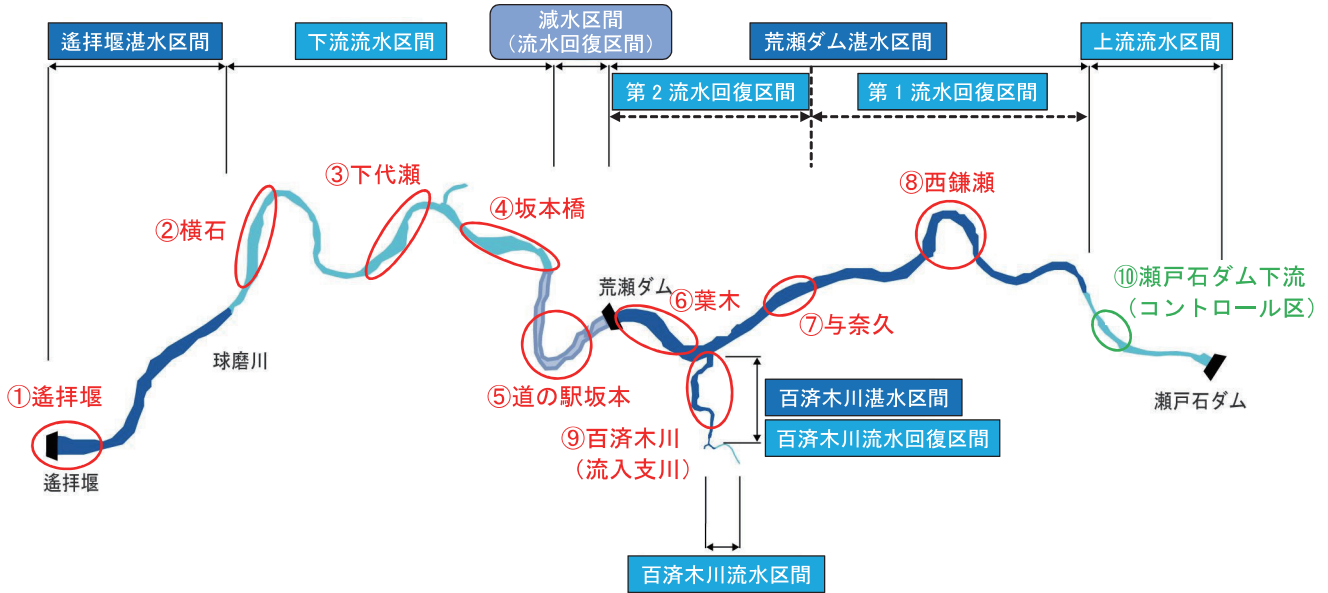 遙拝堰湛水区間
下流流水区間
減水区間
（流水回復区間）
荒瀬ダム湛水区間
上流流水区間
第２流水回復区間
第１流水回復区間
③下代瀬
⑧西鎌瀬
②横石
④坂本橋
荒瀬ダム
⑥葉木
⑩瀬戸石ダム下流
（コントロール区）
⑦与奈久
球磨川
①遙拝堰
⑤道の駅坂本
百済木川湛水区間
瀬戸石ダム
⑨百済木川
（流入支川）
百済木川流水回復区間
遙拝堰
百済木川流水区間